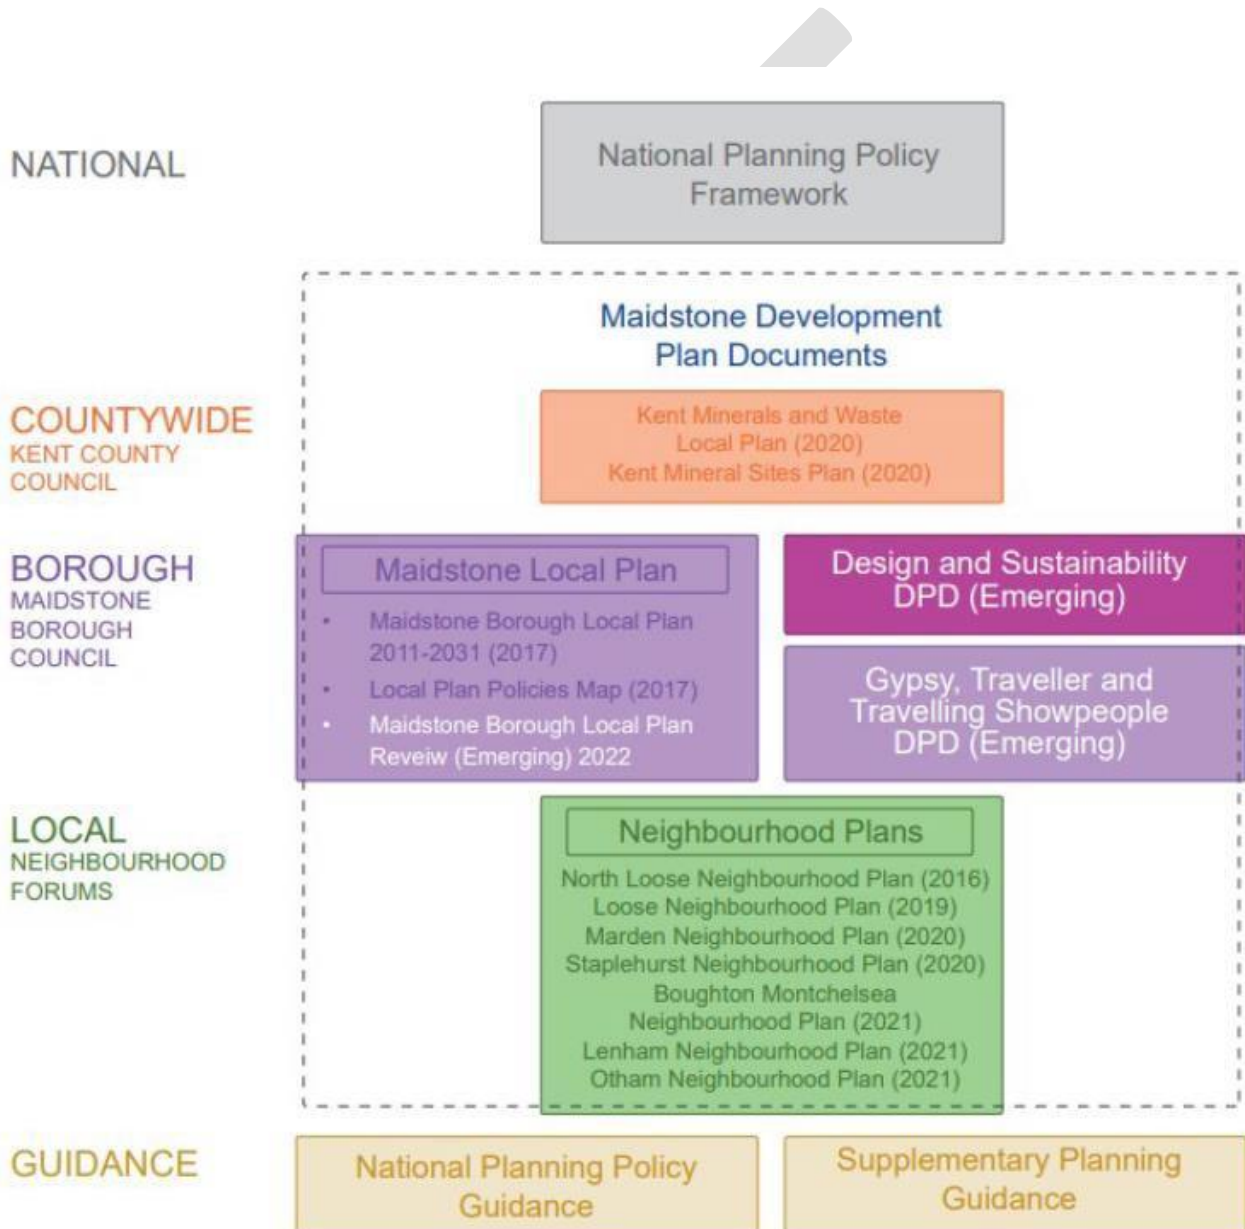 NATIONAL
National Planning Policy
Framework
Maidstone Development
Plan Documents
COUNTYWIDE
KENT COUNTY
COUNCIL
Kent Minerals and Waste
Local Plan (2020)
Kent Mineral Sites Plan (2020)
BOROUGH
MAIDSTONE
BOROUGH
COUNCIL
Maidstone Local Plan
• Maidstone Borough Local Plan
2011-2031 (2017)
• Local Plan Policies Map (2017)
• Maidstone Borough Local Plan
Reveiw (Emerging) 2022
Design and Sustainability
DPD (Emerging)
Gypsy, Traveller and
Travelling Showpeople
DPD (Emerging)
LOCAL
NEIGHBOURHOOD
FORUMS
Neighbourhood Plans
North Loose Neighbourhood Plan (2016)
Loose Neighbourhood Plan (2019)
Marden Neighbourhood Plan (2020)
Staplehurst Neighbourhood Plan (2020)
Boughton Montchelsea
Neighbourhood Plan (2021)
Lenham Neighbourhood Plan (2021)
Otham Neighbourhood Plan (2021)
GUIDANCE
National Planning Policy
Guidance
Supplementary Planning
Guidance